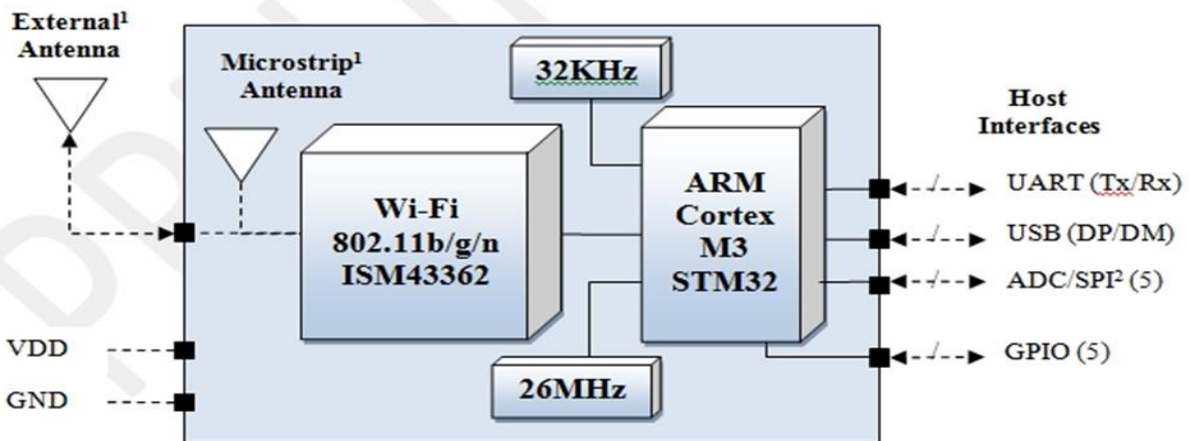 External¹
Antenna
Microstrip¹
Antenna
32KHz
Host
Interfaces
Wi-Fi
802.11b/g/n
ISM43362
ARM
Cortex
M3
STM32
UART (Tx/Rx)
USB (DP/DM)
ADC/SPI² (5)
GPIO (5)
VDD
GND
26MHz